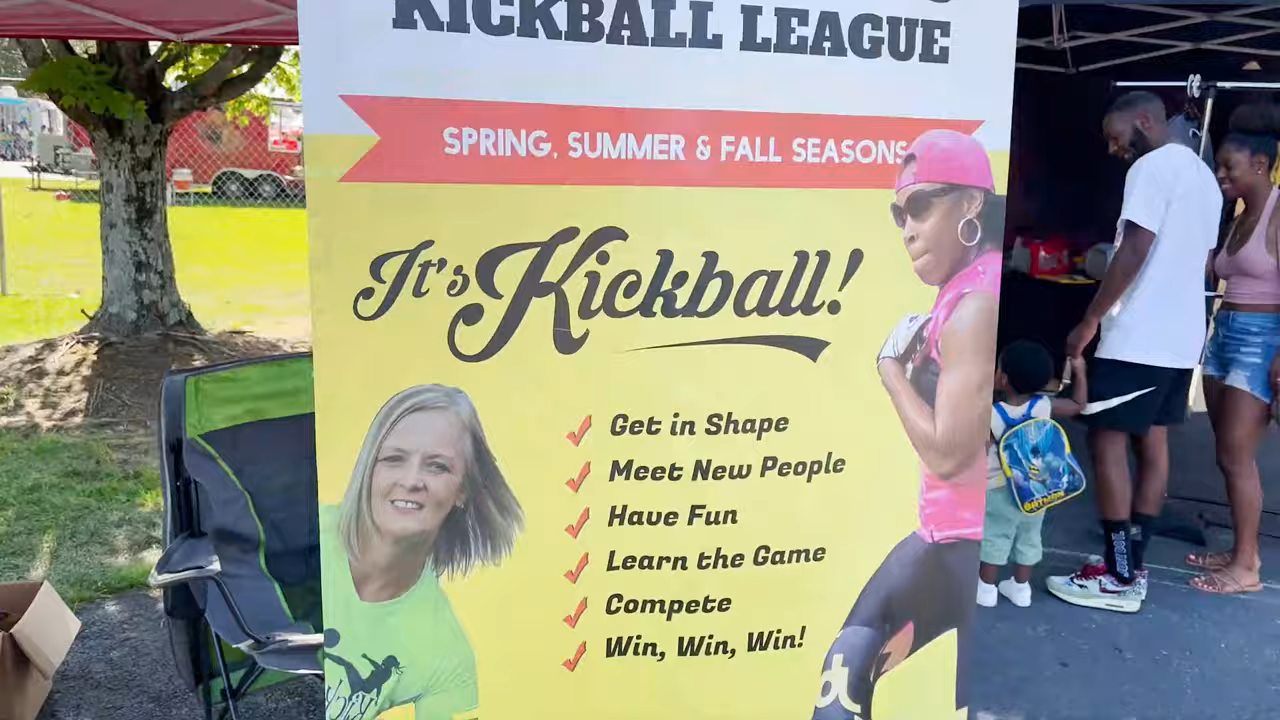 KICKBALL LEAGUE
SPRING, SUMMER & FALL SEASONS
It's Kickball!
Get in Shape
Meet New People
Have Fun
Learn the Game
Compete
Win, Win, Win!
BATMAN